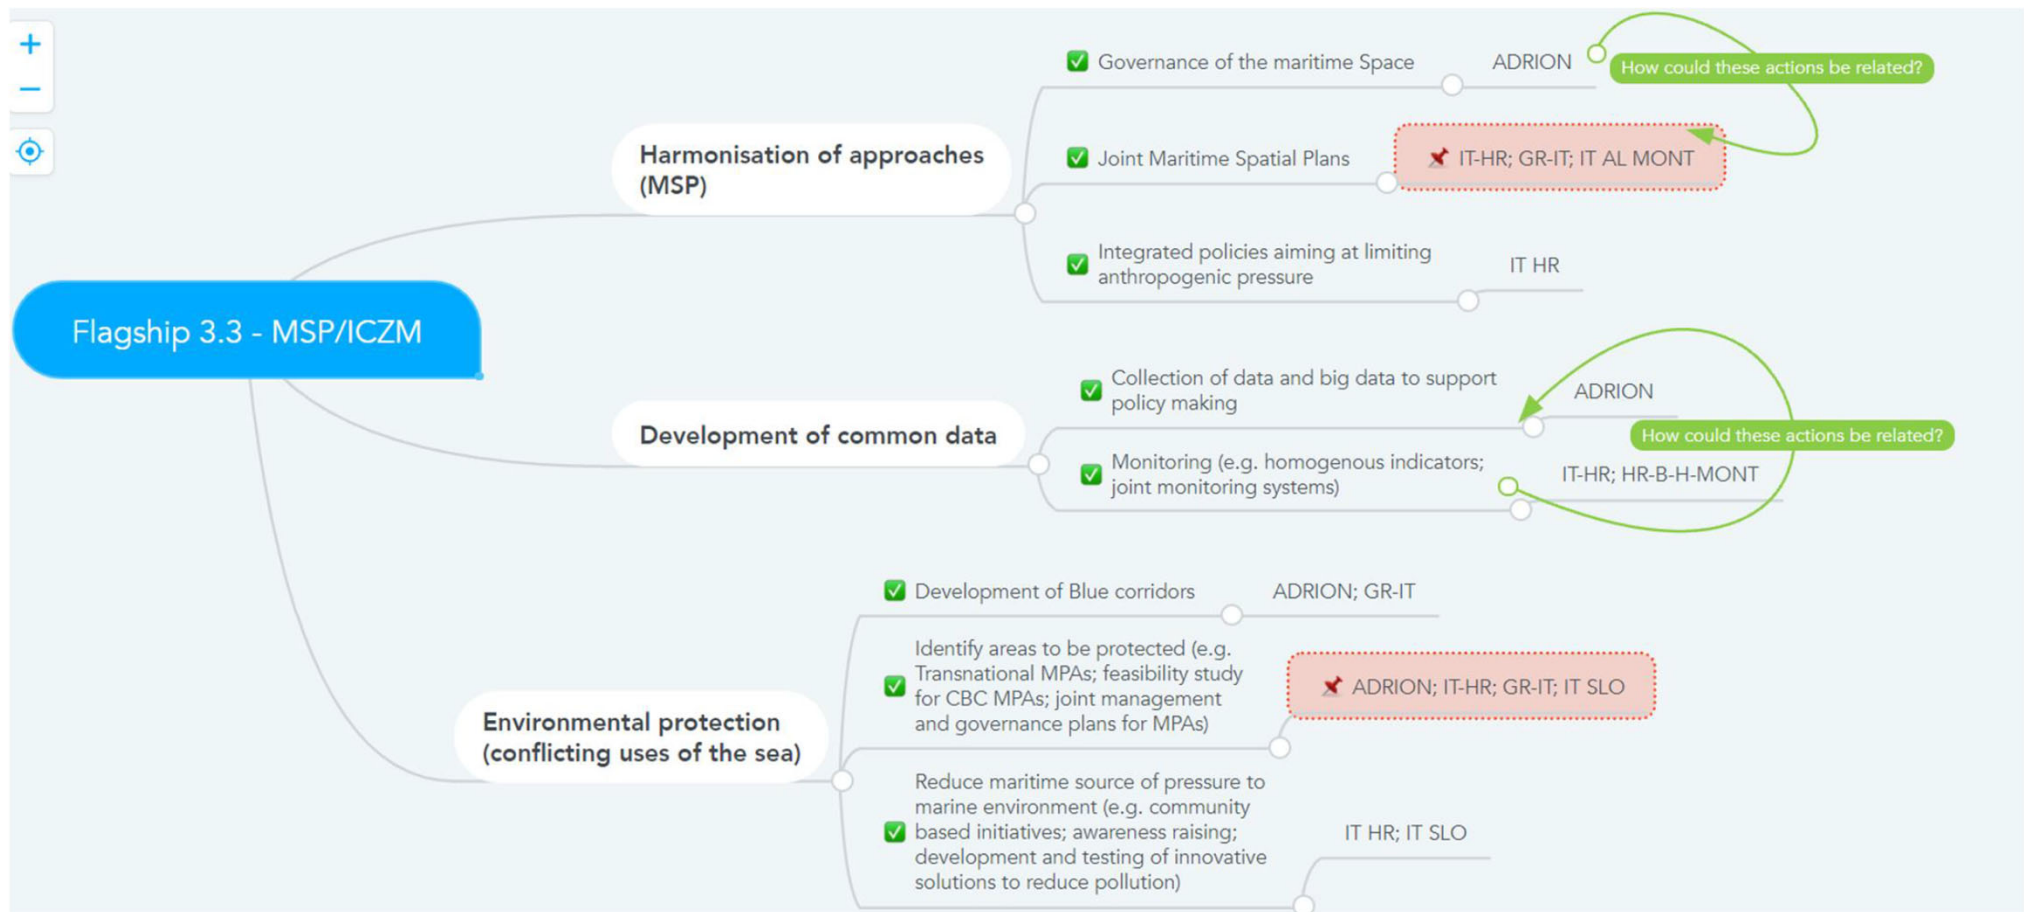 Flagship 3.3 - MSP/ICZM
Harmonisation of approaches
(MSP)
Governance of the maritime Space
ADRION
How could these actions be related?
Joint Maritime Spatial Plans
IT-HR; GR-IT; IT AL MONT
Integrated policies aiming at limiting
anthropogenic pressure
IT HR
Development of common data
Collection of data and big data to support
policy making
ADRION
How could these actions be related?
Monitoring (e.g. homogenous indicators;
joint monitoring systems)
IT-HR; HR-B-H-MONT
Environmental protection
(conflicting uses of the sea)
Development of Blue corridors
ADRION; GR-IT
Identify areas to be protected (e.g.
Transnational MPAs; feasibility study
for CBC MPAs; joint management
and governance plans for MPAs)
ADRION; IT-HR; GR-IT; IT SLO
Reduce maritime source of pressure to
marine environment (e.g. community
based initiatives; awareness raising;
development and testing of innovative
solutions to reduce pollution)
IT HR; IT SLO